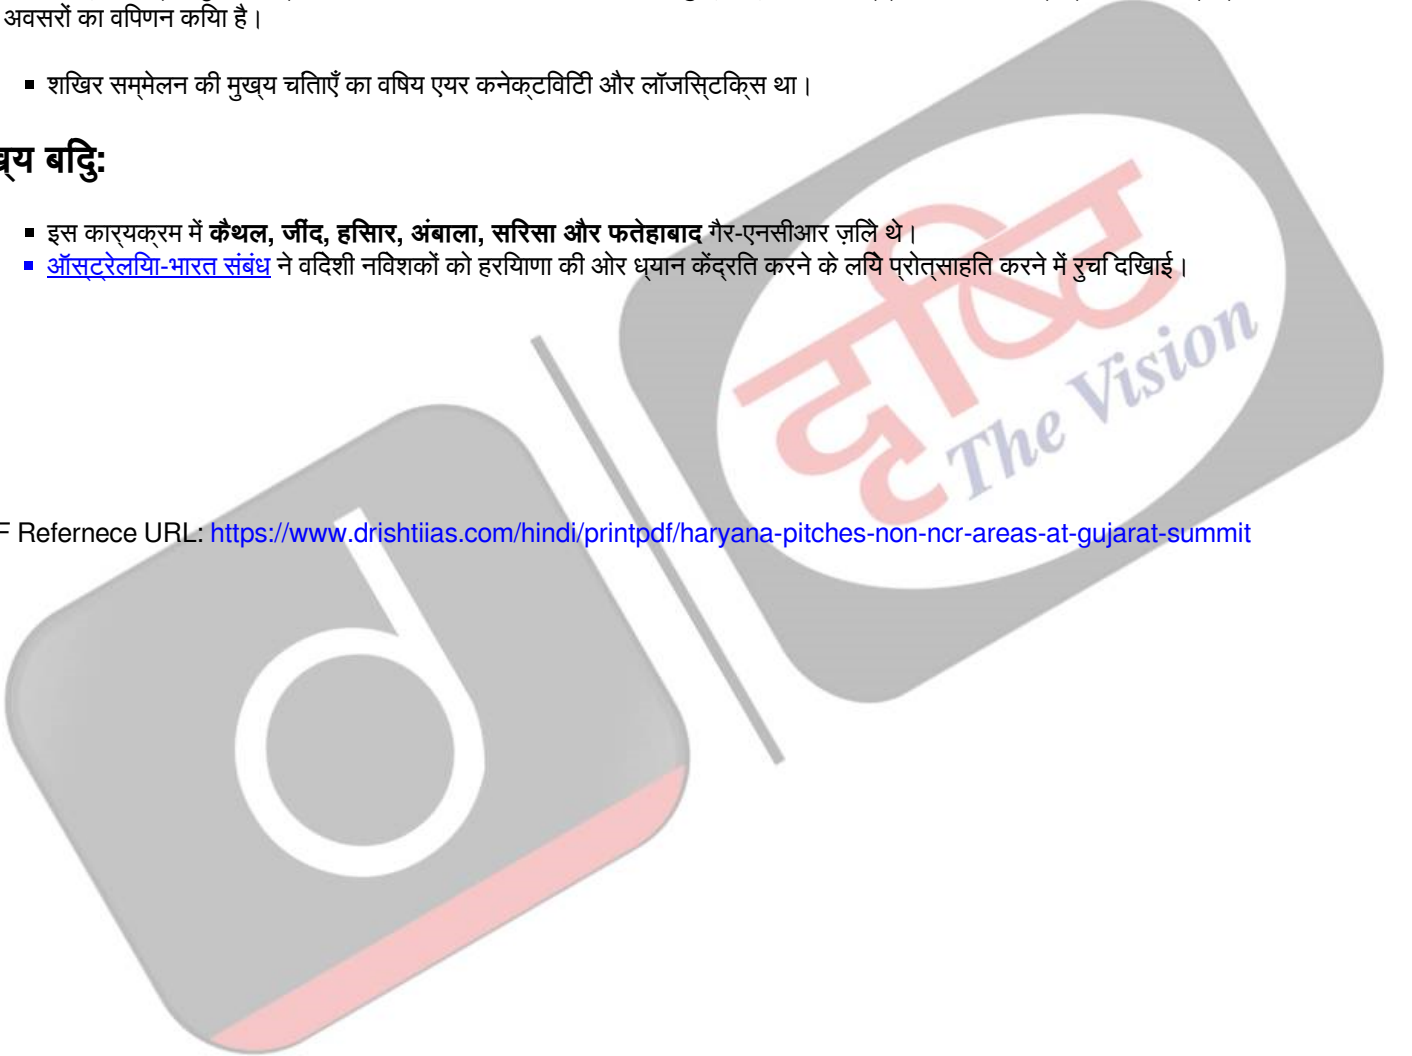 अवसरों का विपणन किया है।
शिखर सम्मेलन की मुख्य चिंताएँ का विषय एयर कनेक्टिविटी और लॉजिस्टिक्स था।
बिंदु:
इस कार्यक्रम में कैथल, जींद, हिसार, अंबाला, सिरसा और फतेहाबाद गैर-एनसीआर ज़िले थे।
ऑस्ट्रेलिया-भारत संबंध ने विदेशी निवेशकों को हरियाणा की ओर ध्यान केंद्रित करने के लिये प्रोत्साहित करने में रुचि दिखाई।
दृष्टि
The Vision
F Refernece URL: https://www.drishtiias.com/hindi/printpdf/haryana-pitches-non-ncr-areas-at-gujarat-summit
d